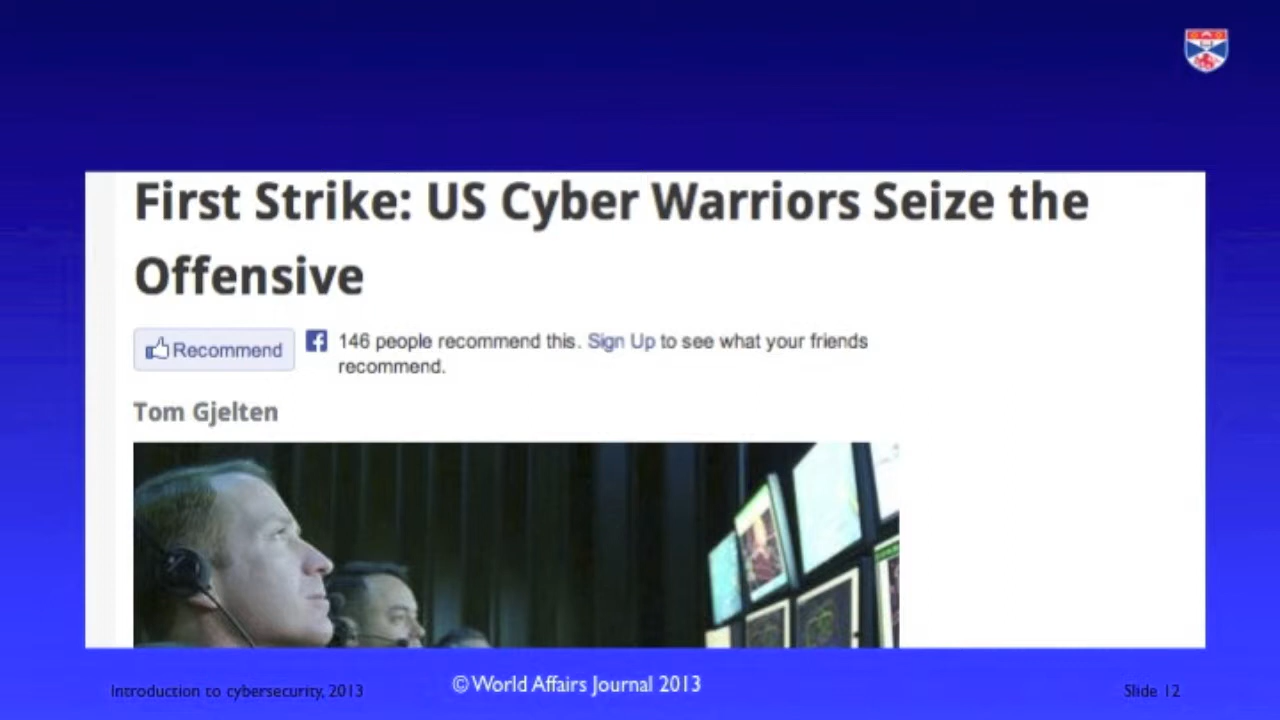 First Strike: US Cyber Warriors Seize the
Offensive
Recommend
146 people recommend this. Sign Up to see what your friends
recommend.
Tom Gjelten
Introduction to cybersecurity, 2013
© World Affairs Journal 2013
Slide 12